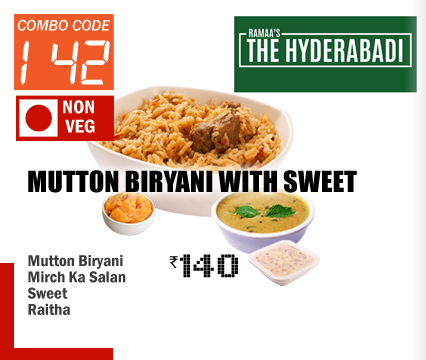 COMBO CODE
142
RAMAA'S
THE HYDERABADI
NON
VEG
MUTTON BIRYANI WITH SWEET
Mutton Biryani
Mirch Ka Salan
Sweet
Raitha
₹140